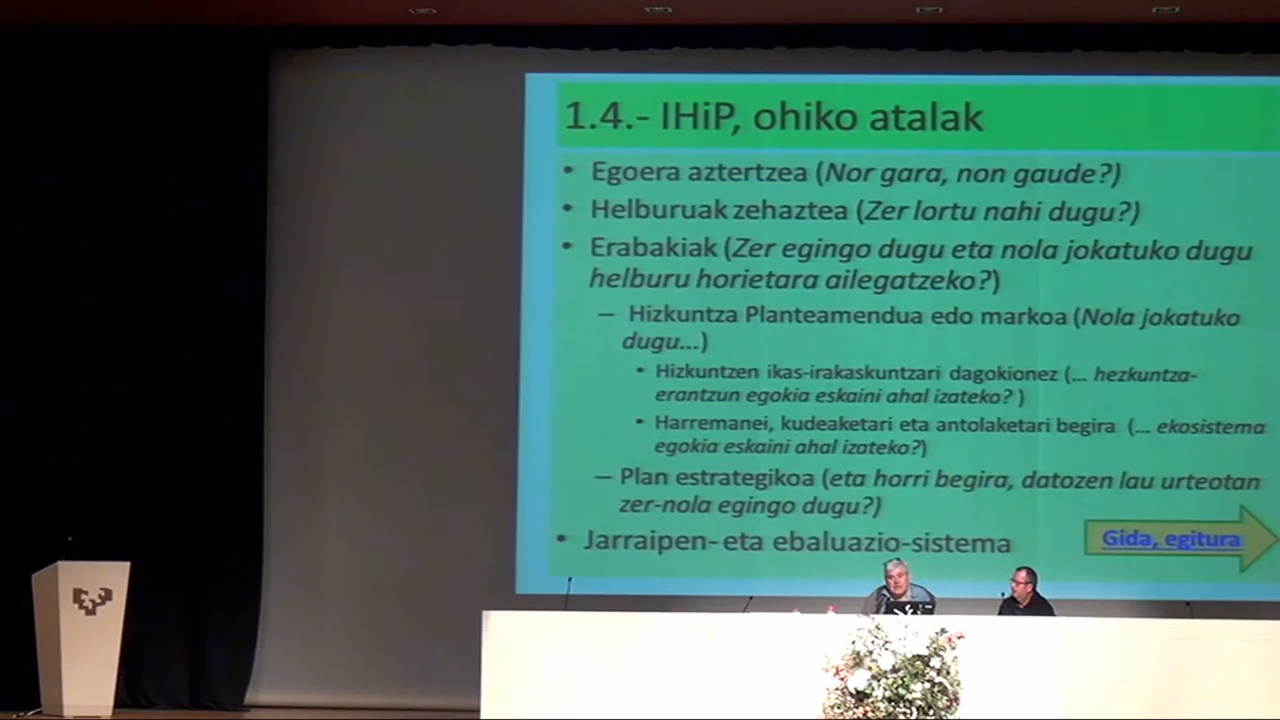 1.4.- IHiP, ohiko atalak
• Egoera aztertzea (Nor gara, non gaude?)
• Helburuak zehaztea (Zer lortu nahi dugu?)
• Erabakiak (Zer egingo dugu eta nola jokatuko dugu
helburu horietara ailegatzeko?)
– Hizkuntza Planteamendua edo markoa (Nola jokatuko
dugu...)
• Hizkuntzen ikas-irakaskuntzari dagokionez (... hezkuntza-
erantzun egokia eskaini ahal izateko? )
• Harremanei, kudeaketari eta antolaketari begira (... ekosistema
egokia eskaini ahal izateko?)
– Plan estrategikoa (eta horri begira, datozen lau urteotan
zer-nola egingo dugu?)
• Jarraipen- eta ebaluazio-sistema
Gida, egitura